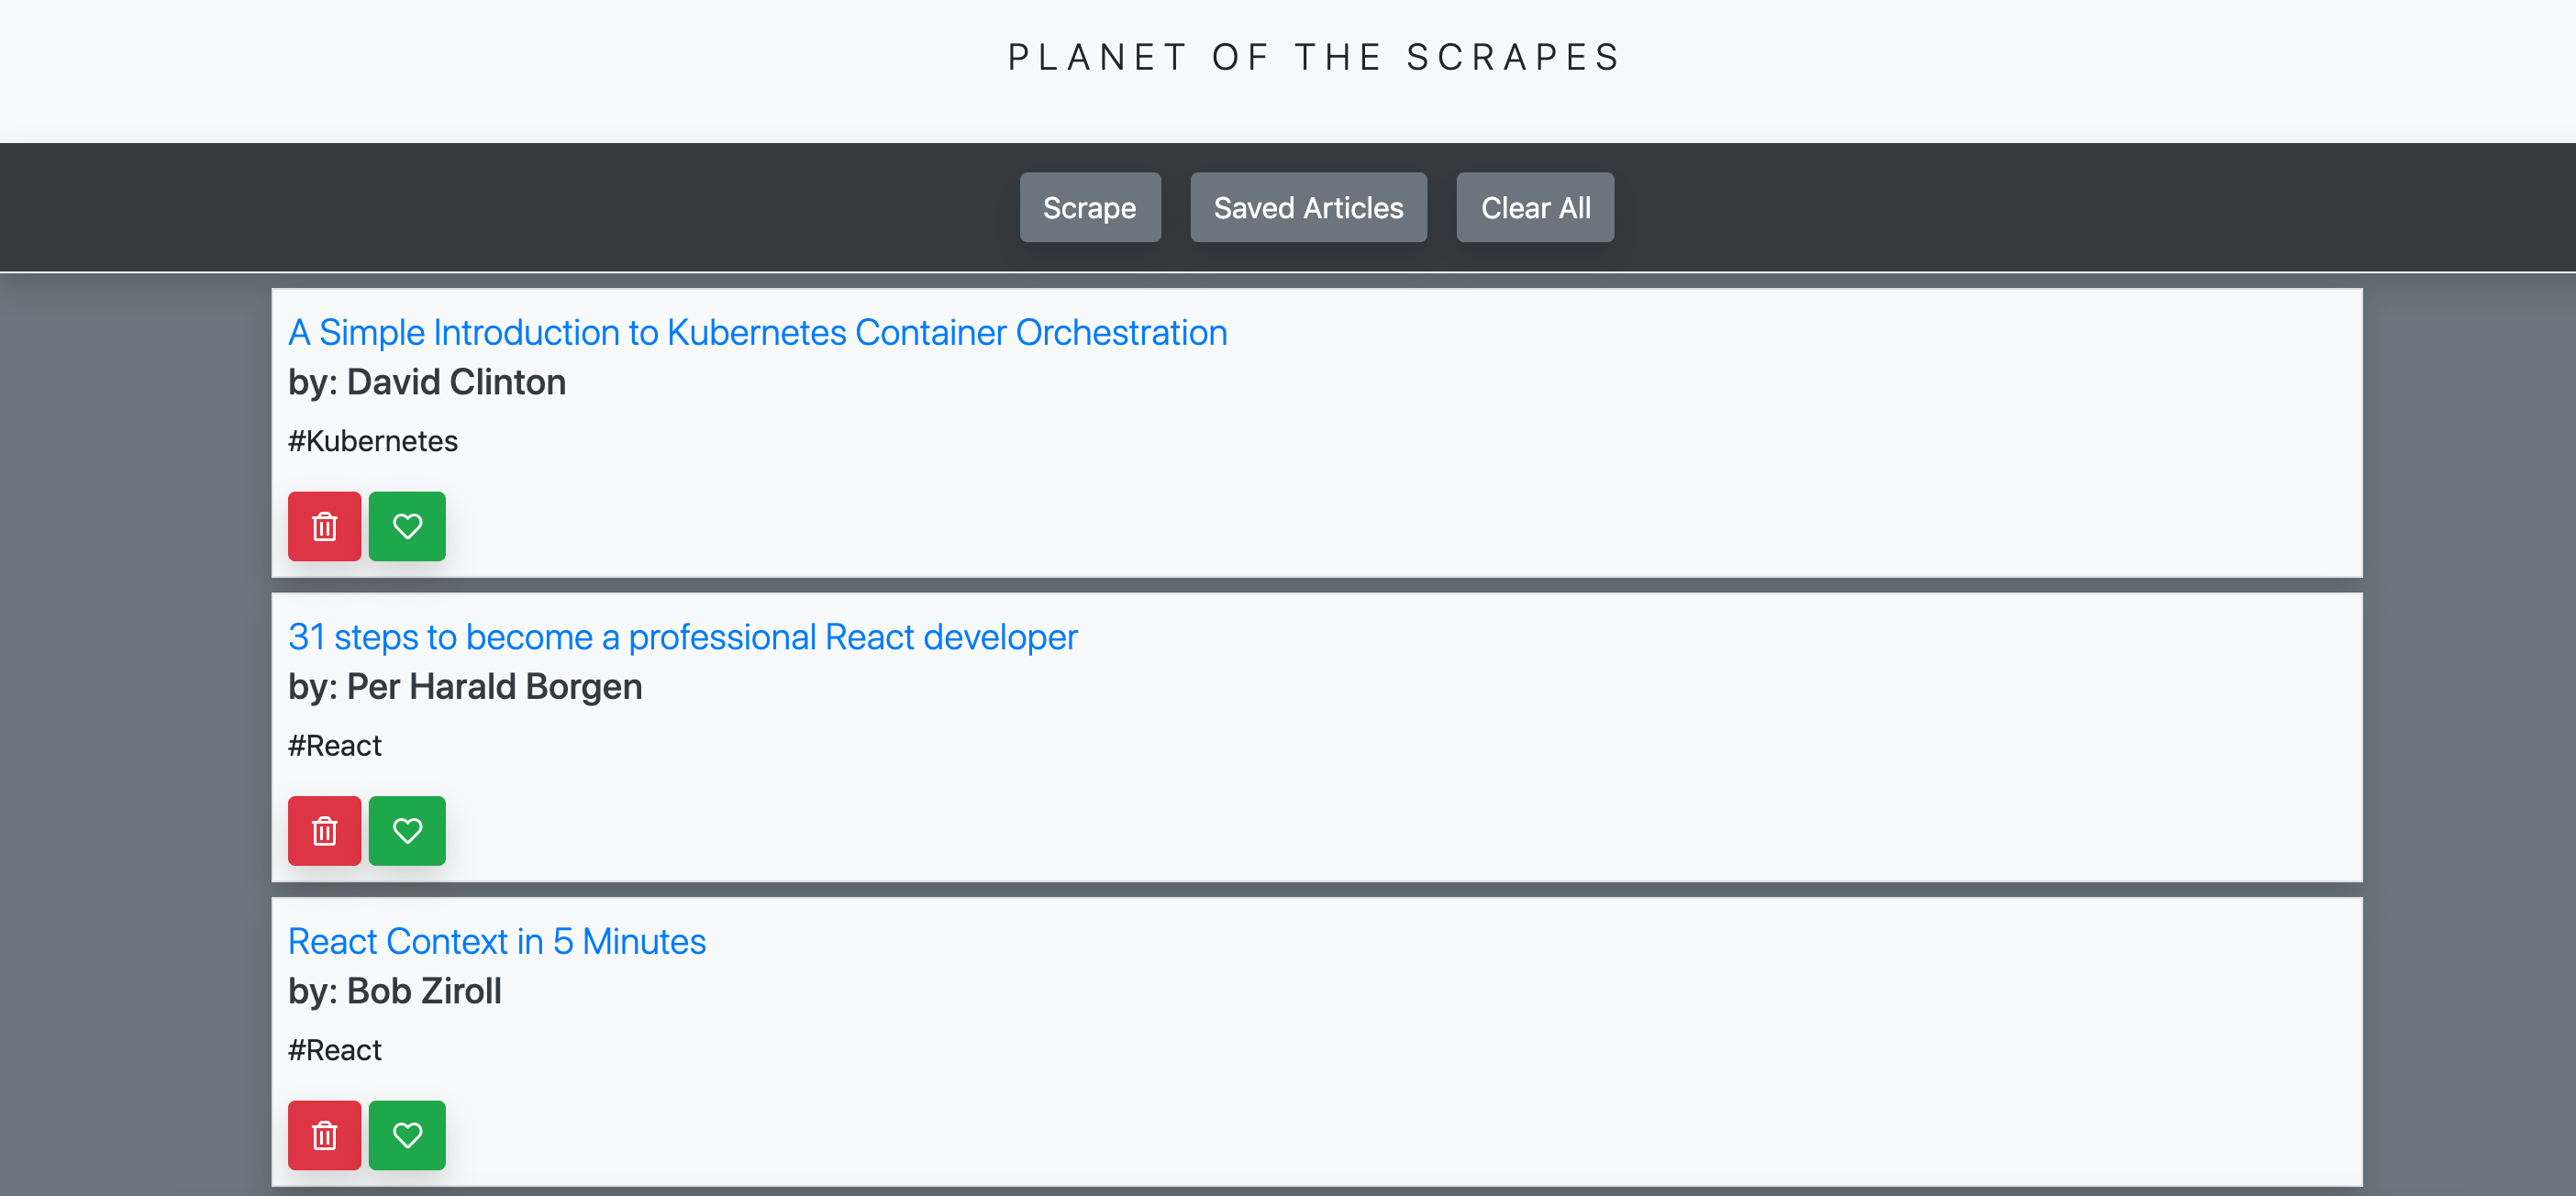 PLANET OF THE SCRAPES
Scrape
Saved Articles
Clear All
A Simple Introduction to Kubernetes Container Orchestration
by: David Clinton
#Kubernetes
31 steps to become a professional React developer
by: Per Harald Borgen
#React
React Context in 5 Minutes
by: Bob Ziroll
#React